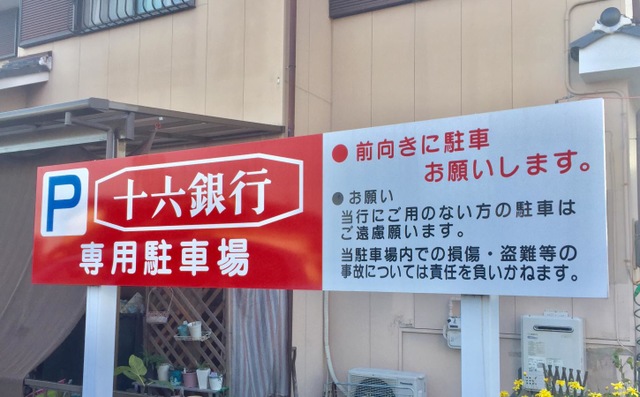 P
十六銀行
専用駐車場
● 前向きに駐車
お願いします。
● お願い
当行にご用のない方の駐車は
ご遠慮願います。
当駐車場内での損傷・盗難等の
事故については責任を負いかねます。